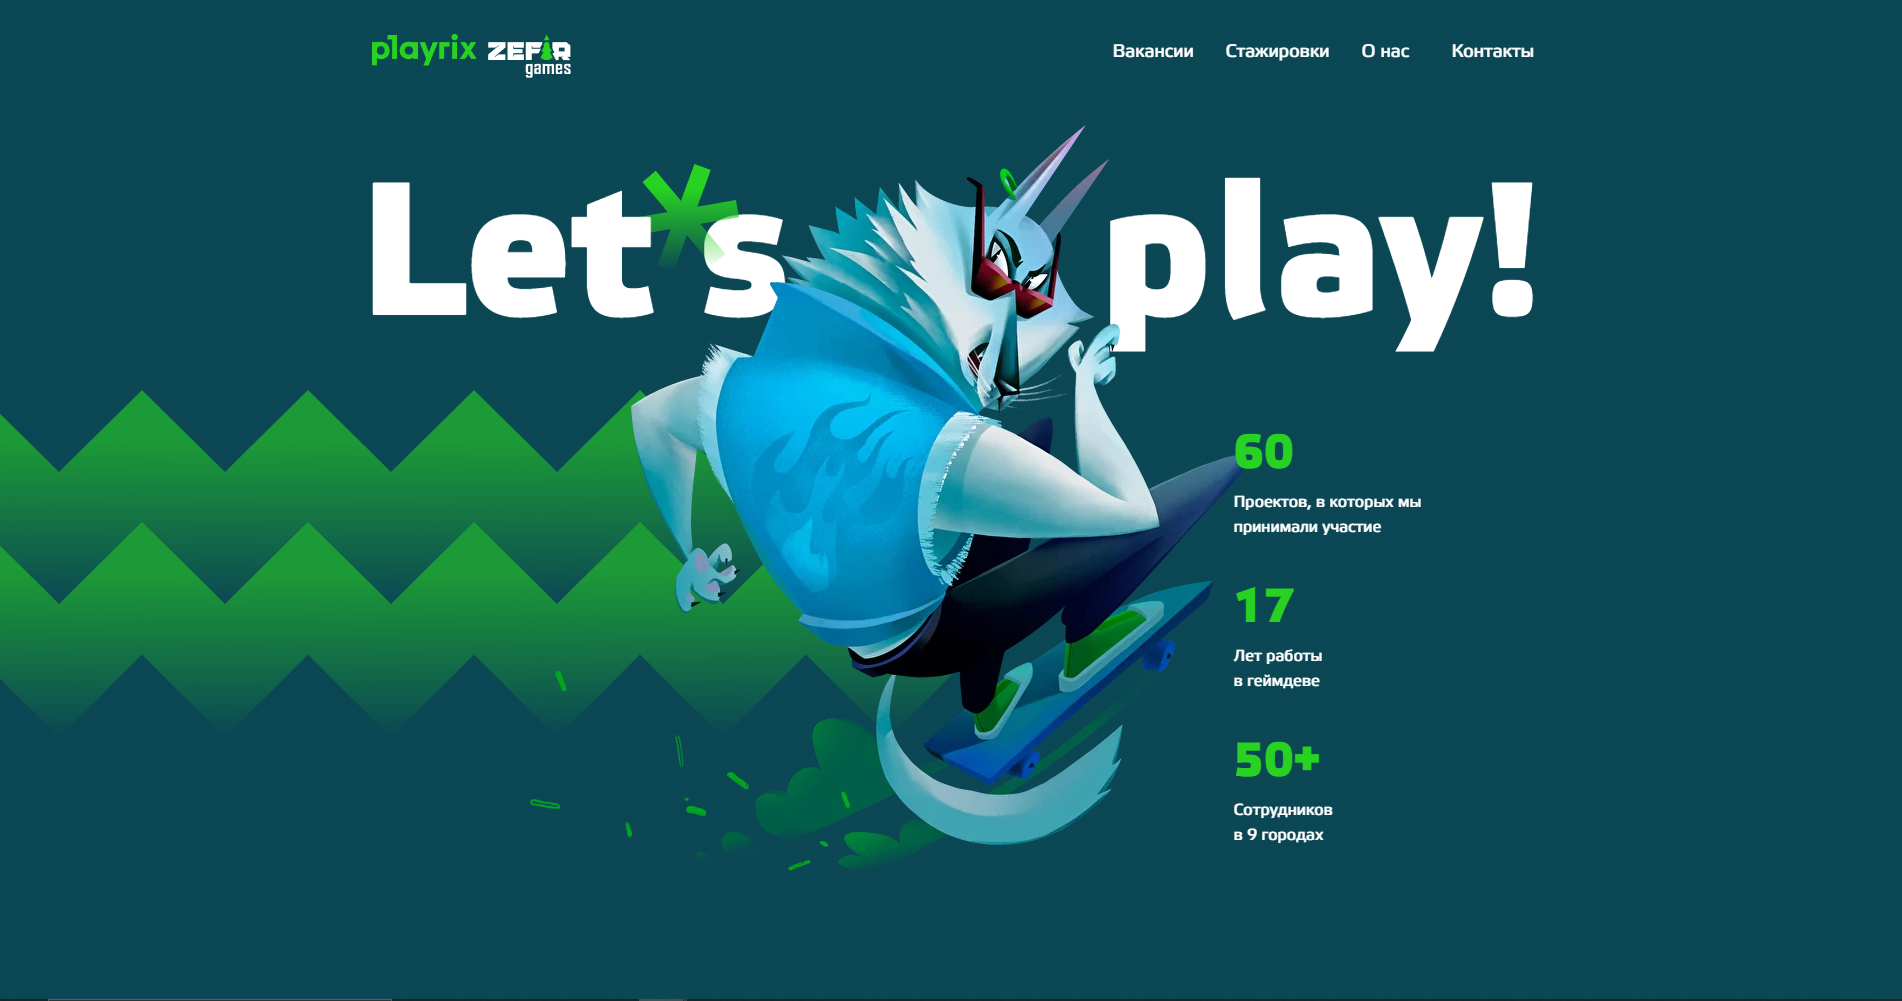 playrix ZEFIR games
Вакансии Стажировки О нас Контакты
Let*s play!
60
Проектов, в которых мы
принимали участие
17
Лет работы
в геймдеве
50+
Сотрудников
в 9 городах